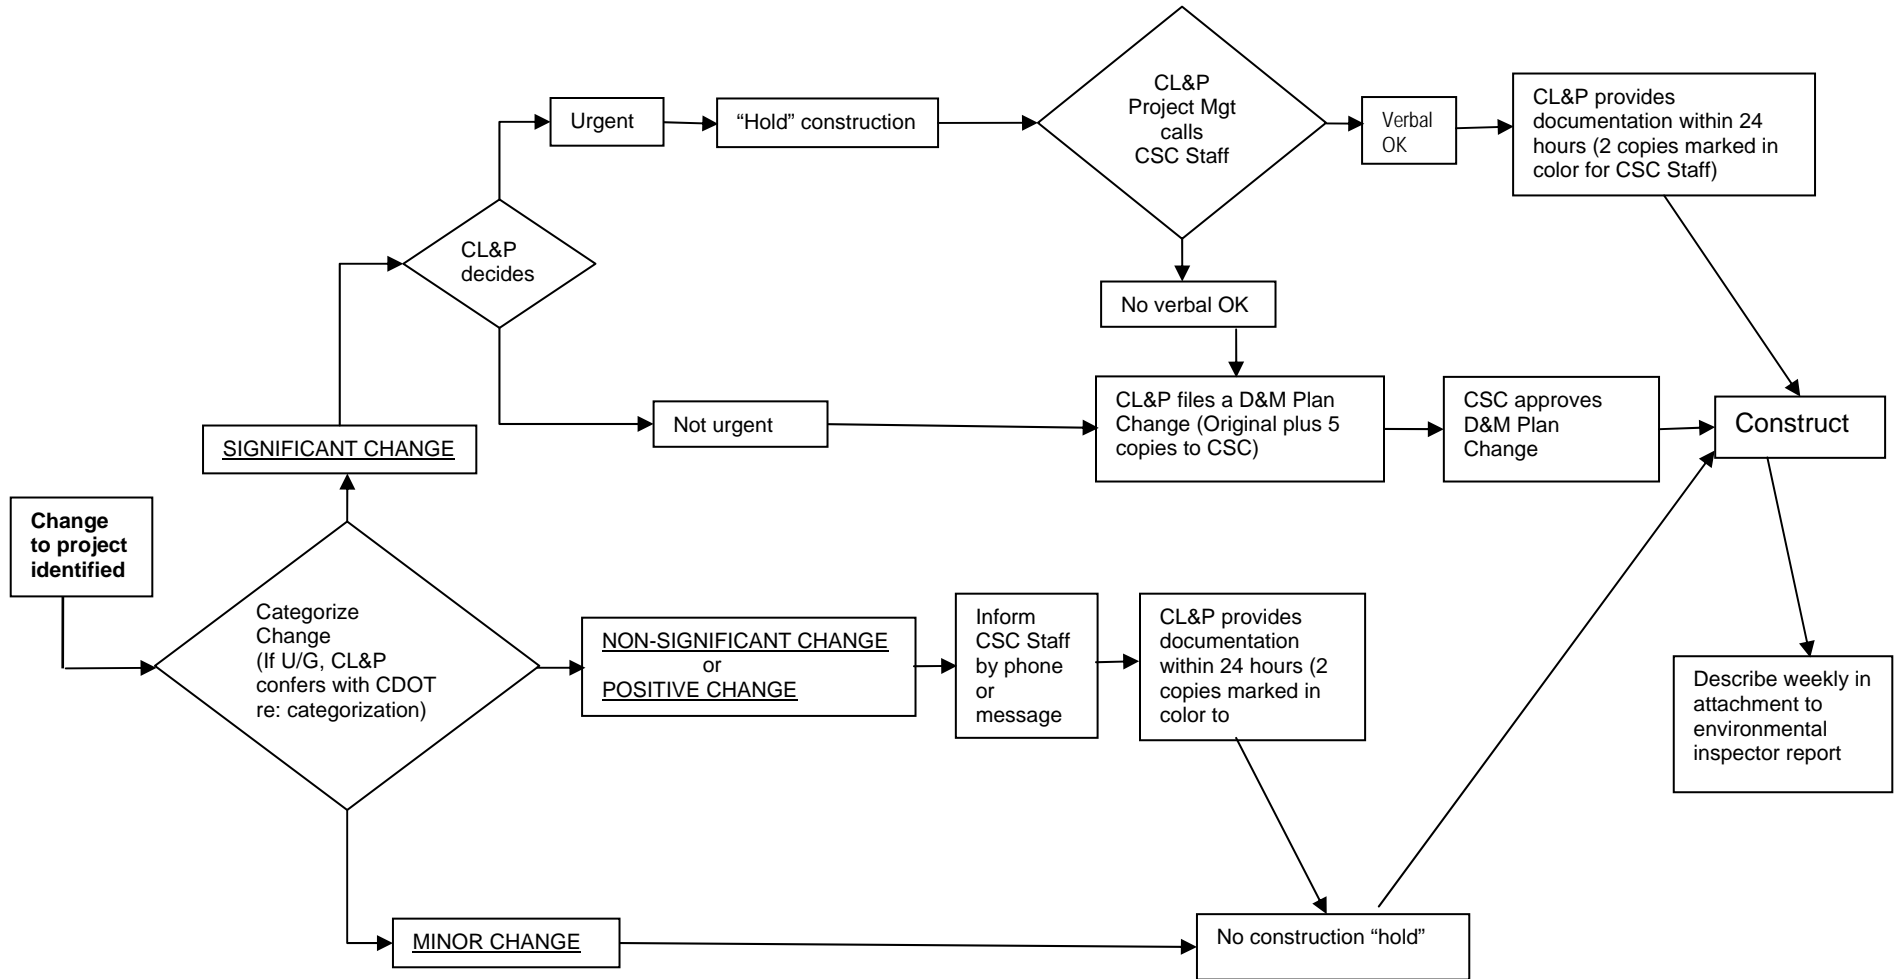 Urgent
"Hold" construction
CL&P
Project Mgt
calls
CSC Staff
Verbal
OK
CL&P provides
documentation within 24
hours (2 copies marked in
color for CSC Staff)
CL&P
decides
No verbal OK
Not urgent
CL&P files a D&M Plan
Change (Original plus 5
copies to CSC)
CSC approves
D&M Plan
Change
Construct
SIGNIFICANT CHANGE
Change
to project
identified
Categorize
Change
(If U/G, CL&P
confers with CDOT
re: categorization)
NON-SIGNIFICANT CHANGE
or
POSITIVE CHANGE
Inform
CSC Staff
by phone
or
message
CL&P provides
documentation
within 24 hours (2
copies marked in
color to
Describe weekly in
attachment to
environmental
inspector report
MINOR CHANGE
No construction "hold"